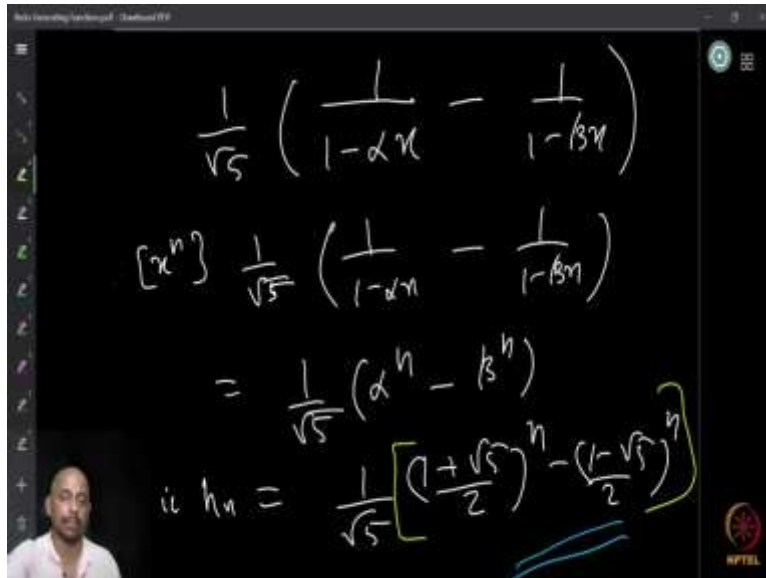 1/√5 ( 1/(1-αx) - 1/(1-βx) )
[x^n] 1/√5 ( 1/(1-αx) - 1/(1-βx) )
= 1/√5 (α^n - β^n)
ie h_n = 1/√5 [ ((1+√5)/2)^n - ((1-√5)/2)^n ]
NPTEL